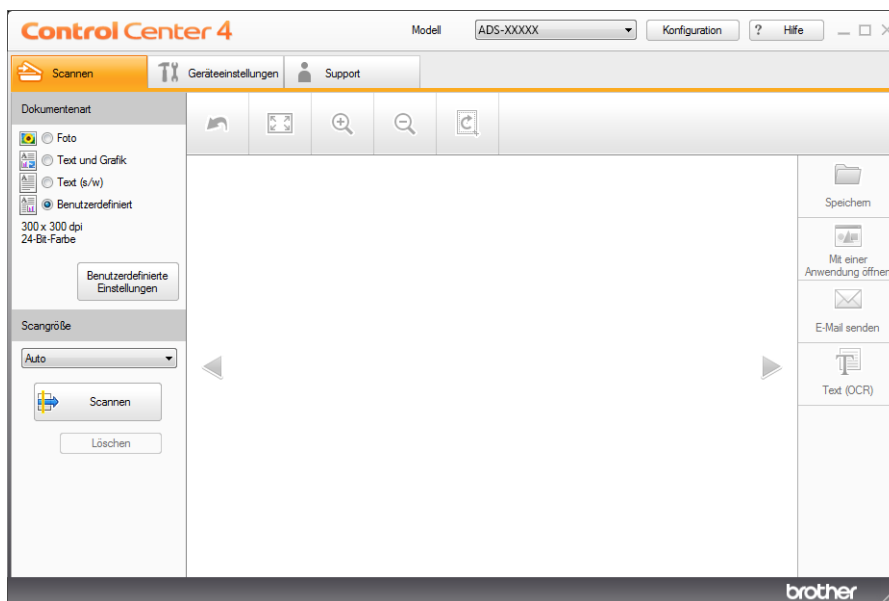 Control Center 4
Modell
ADS-XXXXX
Konfiguration
? Hilfe
Scannen
Geräteeinstellungen
Support
Dokumentenart
Foto
Text und Grafik
Text (s/w)
Benutzerdefiniert
300 x 300 dpi
24-Bit-Farbe
Benutzerdefinierte
Einstellungen
Scangröße
Auto
Scannen
Löschen
Speichern
Mit einer
Anwendung öffnen
E-Mail senden
Text (OCR)
brother